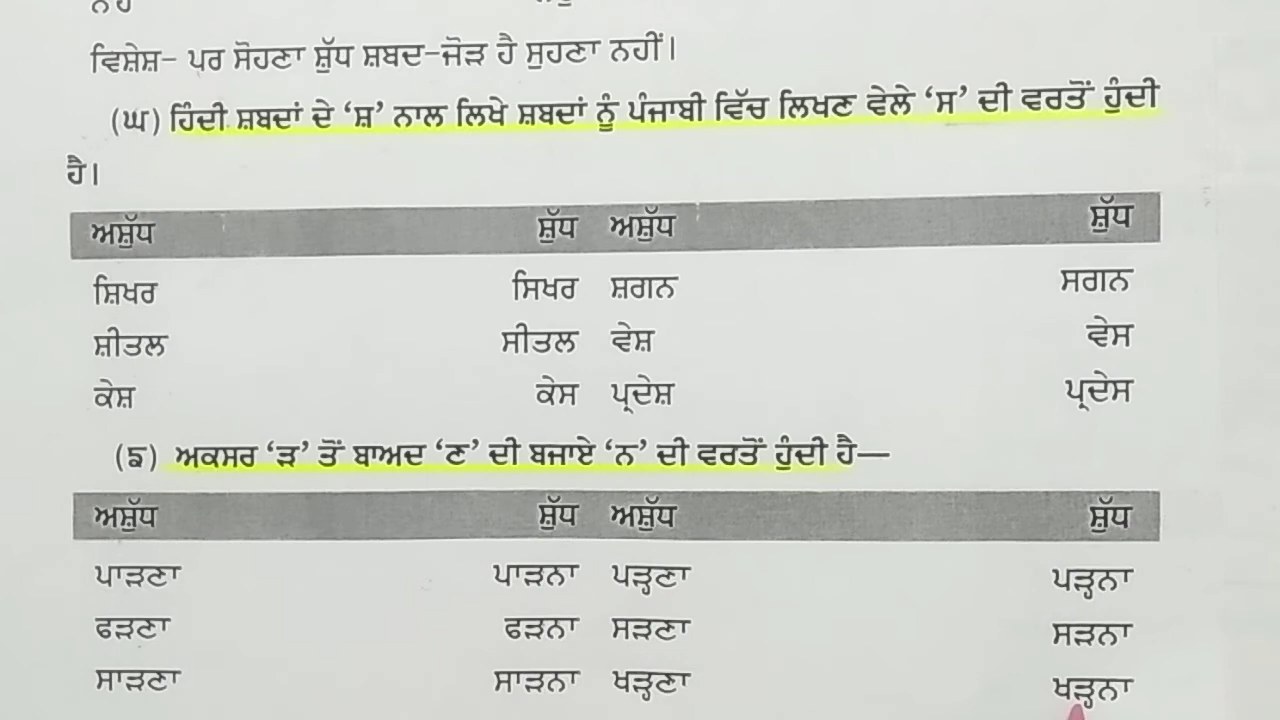 ਵਿਸ਼ੇਸ਼- ਪਰ ਸੋਹਣਾ ਸ਼ੁੱਧ ਸ਼ਬਦ-ਜੋੜ ਹੈ ਸੁਹਣਾ ਨਹੀਂ।
(ਘ) ਹਿੰਦੀ ਸ਼ਬਦਾਂ ਦੇ ‘ਸ਼’ ਨਾਲ ਲਿਖੇ ਸ਼ਬਦਾਂ ਨੂੰ ਪੰਜਾਬੀ ਵਿੱਚ ਲਿਖਣ ਵੇਲੇ ‘ਸ’ ਦੀ ਵਰਤੋਂ ਹੁੰਦੀ
ਹੈ।
ਅਸ਼ੁੱਧ ਸ਼ੁੱਧ ਅਸ਼ੁੱਧ ਸ਼ੁੱਧ
ਸ਼ਿਖਰ ਸਿਖਰ ਸ਼ਗਨ ਸਗਨ
ਸ਼ੀਤਲ ਸੀਤਲ ਵੇਸ਼ ਵੇਸ
ਕੇਸ਼ ਕੇਸ ਪ੍ਰਦੇਸ਼ ਪ੍ਰਦੇਸ
(ਙ) ਅਕਸਰ ‘ੜ’ ਤੋਂ ਬਾਅਦ ‘ਣ’ ਦੀ ਬਜਾਏ ‘ਨ’ ਦੀ ਵਰਤੋਂ ਹੁੰਦੀ ਹੈ—
ਅਸ਼ੁੱਧ ਸ਼ੁੱਧ ਅਸ਼ੁੱਧ ਸ਼ੁੱਧ
ਪਾੜਣਾ ਪਾੜਨਾ ਪੜ੍ਹਣਾ ਪੜ੍ਹਨਾ
ਫੜਣਾ ਫੜਨਾ ਸੜਣਾ ਸੜਨਾ
ਸਾੜਣਾ ਸਾੜਨਾ ਖੜ੍ਹਣਾ ਖੜ੍ਹਨਾ